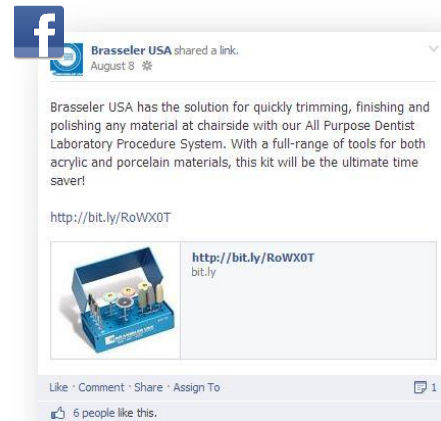 f
Brasseler USA shared a link.
August 8
Brasseler USA has the solution for quickly trimming, finishing and
polishing any material at chairside with our All Purpose Dentist
Laboratory Procedure System. With a full-range of tools for both
acrylic and porcelain materials, this kit will be the ultimate time
saver!
http://bit.ly/RoWX0T
http://bit.ly/RoWX0T
bit.ly
BRASSELER USA
Like · Comment · Share · Assign To
1
6 people like this.